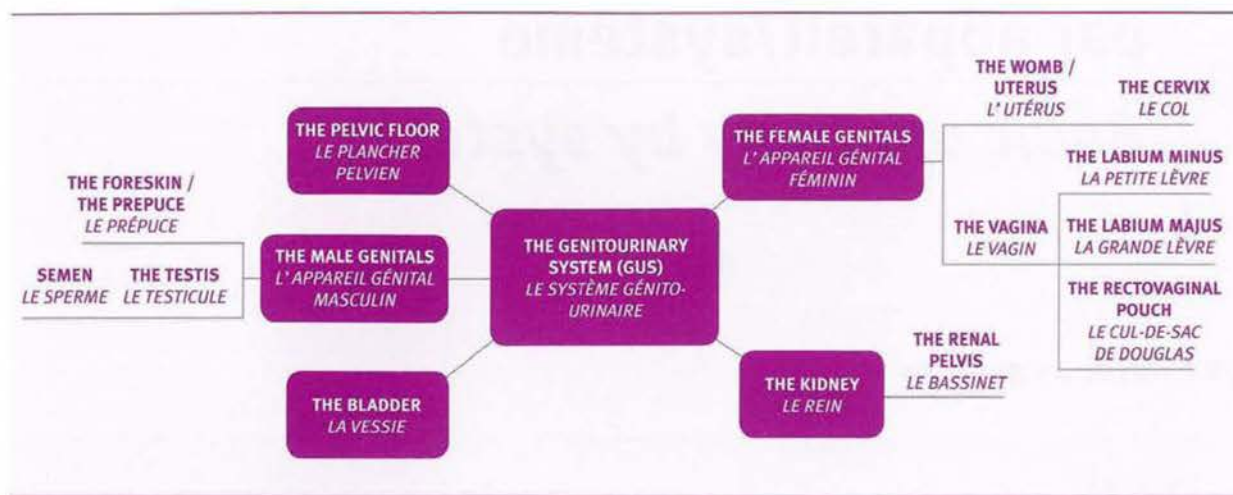 THE PELVIC FLOOR
LE PLANCHER
PELVIEN
THE FORESKIN /
THE PREPUCE
LE PRÉPUCE
SEMEN
LE SPERME
THE TESTIS
LE TESTICULE
THE MALE GENITALS
L' APPAREIL GÉNITAL
MASCULIN
THE BLADDER
LA VESSIE
THE GENITOURINARY
SYSTEM (GUS)
LE SYSTÈME GÉNITO-
URINAIRE
THE FEMALE GENITALS
L' APPAREIL GÉNITAL
FÉMININ
THE WOMB /
UTERUS
L' UTÉRUS
THE CERVIX
LE COL
THE VAGINA
LE VAGIN
THE LABIUM MINUS
LA PETITE LÈVRE
THE LABIUM MAJUS
LA GRANDE LÈVRE
THE RECTOVAGINAL
POUCH
LE CUL-DE-SAC
DE DOUGLAS
THE KIDNEY
LE REIN
THE RENAL
PELVIS
LE BASSINET